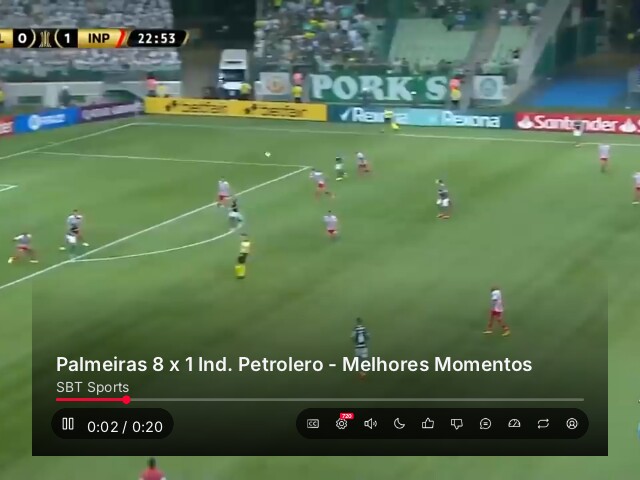 L 0 1 INP 22:53
PORK'S
betfair betfair Rexona Rexona Santander
Palmeiras 8 x 1 Ind. Petrolero - Melhores Momentos
SBT Sports
0:02 / 0:20
CC
720